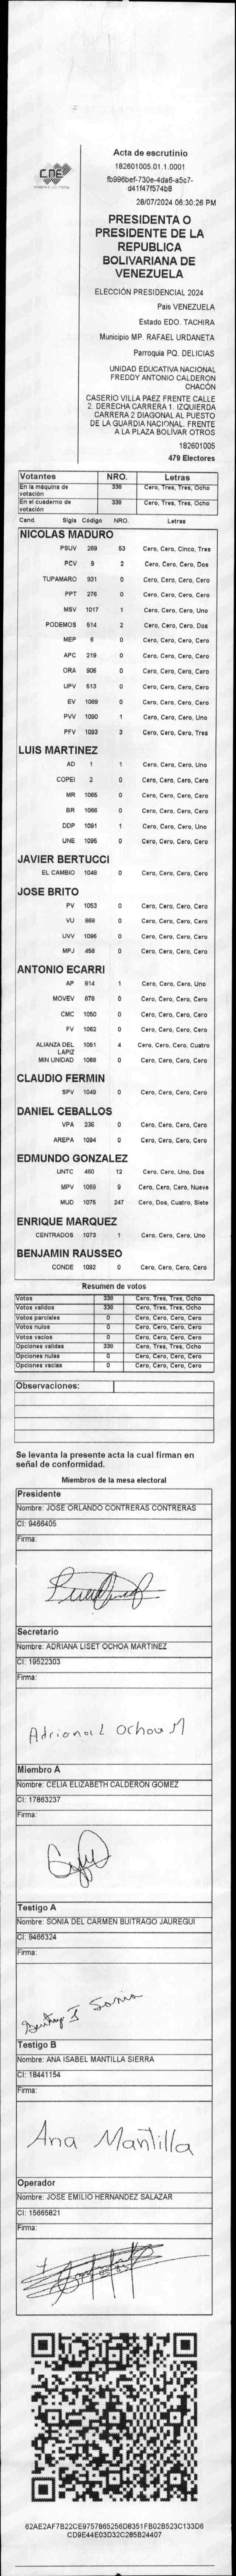 CNE
Acta de escrutinio
182601005.01.1.0001
fb996bef-730e-4da6-a5c7-
d41f47f574b8
28/07/2024 06:30:26 PM
PRESIDENTA O
PRESIDENTE DE LA
REPUBLICA
BOLIVARIANA DE
VENEZUELA
ELECCIÓN PRESIDENCIAL 2024
Pais VENEZUELA
Estado EDO. TACHIRA
Municipio MP. RAFAEL URDANETA
Parroquia PQ. DELICIAS
UNIDAD EDUCATIVA NACIONAL
FREDDY ANTONIO CALDERON
CHACÓN
CASERIO VILLA PAEZ FRENTE CALLE
2. DERECHA CARRERA 1. IZQUIERDA
CARRERA 2 DIAGONAL AL PUESTO
DE LA GUARDIA NACIONAL. FRENTE
A LA PLAZA BOLÍVAR OTROS
182601005
479 Electores
Votantes NRO. Letras
En la máquina de votación 338 Cero, Tres, Tres, Ocho
En el cuaderno de votación 338 Cero, Tres, Tres, Ocho
Cand. Sigla Código NRO. Letras
NICOLAS MADURO
PSUV 269 53 Cero, Cero, Cinco, Tres
PCV 9 2 Cero, Cero, Cero, Dos
TUPAMARO 931 0 Cero, Cero, Cero, Cero
PPT 276 0 Cero, Cero, Cero, Cero
MSV 1017 1 Cero, Cero, Cero, Uno
PODEMOS 514 2 Cero, Cero, Cero, Dos
MEP 6 0 Cero, Cero, Cero, Cero
APC 219 0 Cero, Cero, Cero, Cero
ORA 906 0 Cero, Cero, Cero, Cero
UPV 513 0 Cero, Cero, Cero, Cero
EV 1089 0 Cero, Cero, Cero, Cero
PVV 1090 1 Cero, Cero, Cero, Uno
PFV 1093 3 Cero, Cero, Cero, Tres
LUIS MARTINEZ
AD 1 1 Cero, Cero, Cero, Uno
COPEI 2 0 Cero, Cero, Cero, Cero
MR 1065 0 Cero, Cero, Cero, Cero
BR 1066 0 Cero, Cero, Cero, Cero
DDP 1091 1 Cero, Cero, Cero, Uno
UNE 1095 0 Cero, Cero, Cero, Cero
JAVIER BERTUCCI
EL CAMBIO 1048 0 Cero, Cero, Cero, Cero
JOSE BRITO
PV 1053 0 Cero, Cero, Cero, Cero
VU 868 0 Cero, Cero, Cero, Cero
UVV 1096 0 Cero, Cero, Cero, Cero
MPJ 458 0 Cero, Cero, Cero, Cero
ANTONIO ECARRI
AP 914 1 Cero, Cero, Cero, Uno
MOVEV 878 0 Cero, Cero, Cero, Cero
CMC 1050 0 Cero, Cero, Cero, Cero
FV 1062 0 Cero, Cero, Cero, Cero
ALIANZA DEL LAPIZ 1051 4 Cero, Cero, Cero, Cuatro
MIN UNIDAD 1068 0 Cero, Cero, Cero, Cero
CLAUDIO FERMIN
SPV 1049 0 Cero, Cero, Cero, Cero
DANIEL CEBALLOS
VPA 236 0 Cero, Cero, Cero, Cero
AREPA 1094 0 Cero, Cero, Cero, Cero
EDMUNDO GONZALEZ
UNTC 450 12 Cero, Cero, Uno, Dos
MPV 1069 9 Cero, Cero, Cero, Nueve
MUD 1075 247 Cero, Dos, Cuatro, Siete
ENRIQUE MARQUEZ
CENTRADOS 1073 1 Cero, Cero, Cero, Uno
BENJAMIN RAUSSEO
CONDE 1092 0 Cero, Cero, Cero, Cero
Resumen de votos
Votos 338 Cero, Tres, Tres, Ocho
Votos validos 338 Cero, Tres, Tres, Ocho
Votos parciales 0 Cero, Cero, Cero, Cero
Votos nulos 0 Cero, Cero, Cero, Cero
Votos vacios 0 Cero, Cero, Cero, Cero
Opciones validas 338 Cero, Tres, Tres, Ocho
Opciones nulas 0 Cero, Cero, Cero, Cero
Opciones vacias 0 Cero, Cero, Cero, Cero
Observaciones:
Se levanta la presente acta la cual firman en
señal de conformidad.
Miembros de la mesa electoral
Presidente
Nombre: JOSE ORLANDO CONTRERAS CONTRERAS
CI: 9466405
Firma:
Secretario
Nombre: ADRIANA LISET OCHOA MARTINEZ
CI: 19522303
Firma:
Adriana L Ochoa M
Miembro A
Nombre: CELIA ELIZABETH CALDERON GOMEZ
CI: 17863237
Firma:
Testigo A
Nombre: SONIA DEL CARMEN BUITRAGO JAUREGUI
CI: 9466324
Firma:
Buitrago J Sonia
Testigo B
Nombre: ANA ISABEL MANTILLA SIERRA
CI: 18441154
Firma:
Ana Mantilla
Operador
Nombre: JOSE EMILIO HERNANDEZ SALAZAR
CI: 15665821
Firma:
62AE2AF7B22CE9757865256D8351FB02B523C133D6
CD9E44E03D32C285B24407